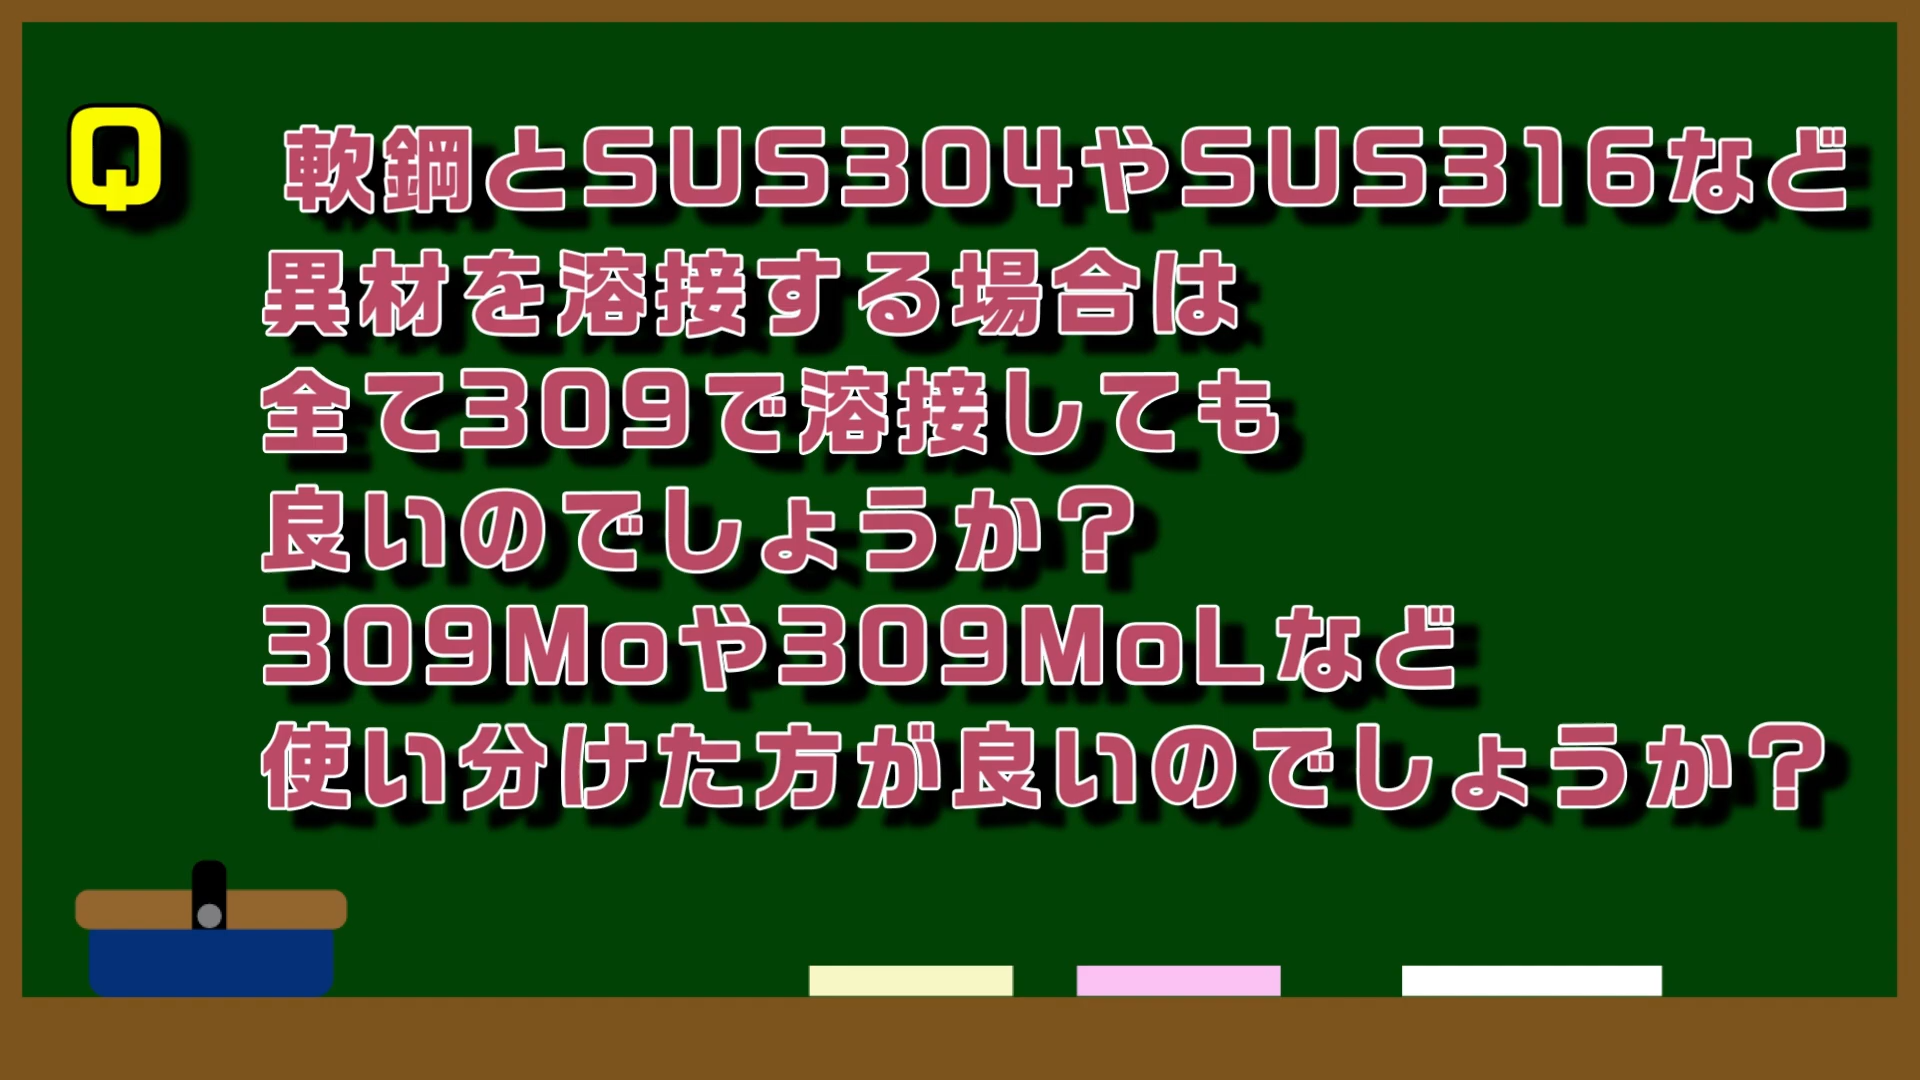 Q 軟鋼とSUS304やSUS316など
異材を溶接する場合は
全て309で溶接しても
良いのでしょうか？
309Moや309MoLなど
使い分けた方が良いのでしょうか？